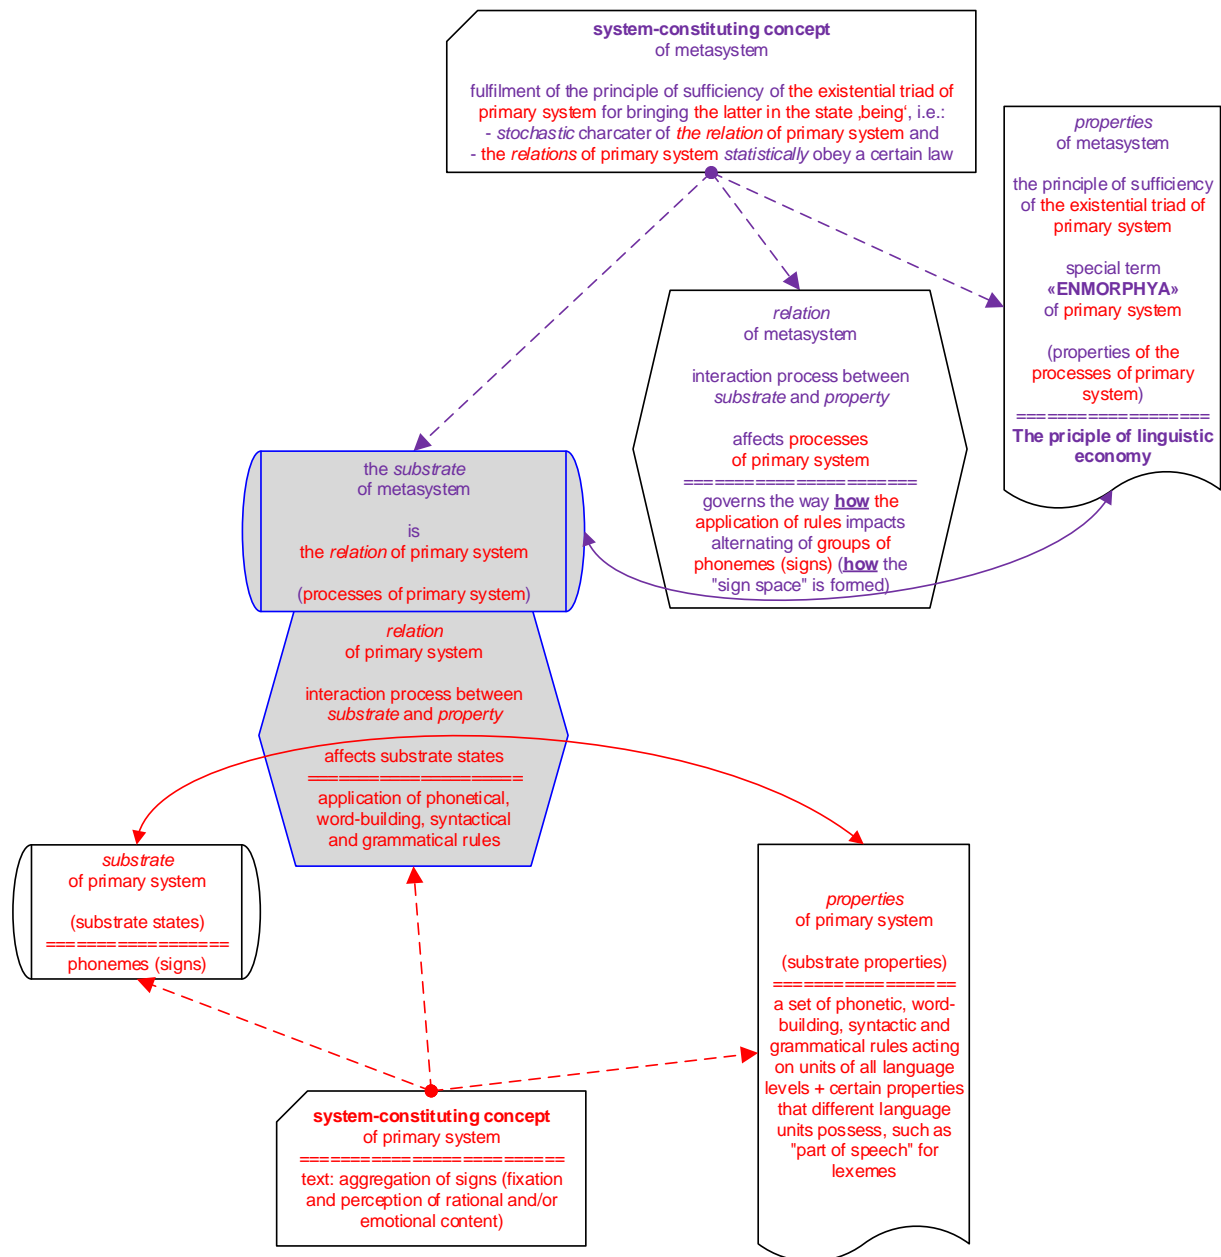 system-constituting concept
of metasystem
fulfilment of the principle of sufficiency of the existential triad of
primary system for bringing the latter in the state ‚being‘, i.e.:
- stochastic charcater of the relation of primary system and
- the relations of primary system statistically obey a certain law
properties
of metasystem
the principle of sufficiency
of the existential triad of
primary system
special term
«ENMORPHYA»
of primary system
(properties of the
processes of primary
system)
===================
The priciple of linguistic
economy
relation
of metasystem
interaction process between
substrate and property
affects processes
of primary system
=======================
governs the way how the
application of rules impacts
alternating of groups of
phonemes (signs) (how the
"sign space" is formed)
the substrate
of metasystem
is
the relation of primary system
(processes of primary system)
relation
of primary system
interaction process between
substrate and property
affects substrate states
=====================
application of phonetical,
word-building, syntactical
and grammatical rules
substrate
of primary system
(substrate states)
==================
phonemes (signs)
properties
of primary system
(substrate properties)
==================
a set of phonetic, word-
building, syntactic and
grammatical rules acting
on units of all language
levels + certain properties
that different language
units possess, such as
"part of speech" for
lexemes
system-constituting concept
of primary system
==========================
text: aggregation of signs (fixation
and perception of rational and/or
emotional content)